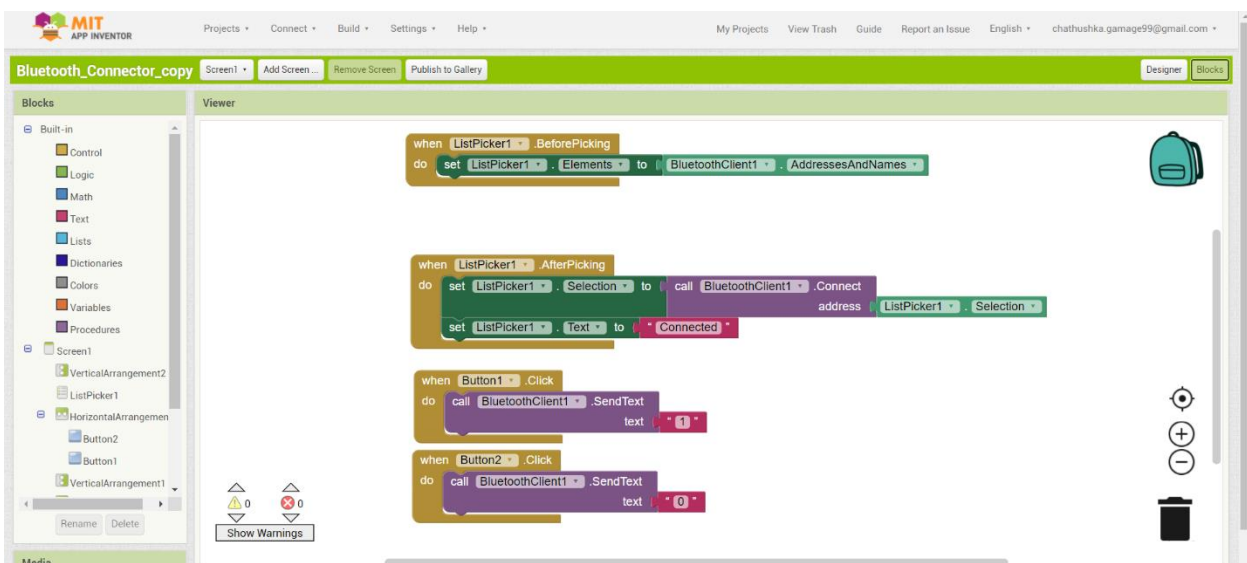 MIT
APP INVENTOR
Projects Connect Build Settings Help My Projects View Trash Guide Report an Issue English chathushka.gamage99@gmail.com
Bluetooth_Connector_copy Screen1 Add Screen ... Remove Screen Publish to Gallery Designer Blocks
Blocks Viewer
Built-in
Control
Logic
Math
Text
Lists
Dictionaries
Colors
Variables
Procedures
Screen1
VerticalArrangement2
ListPicker1
HorizontalArrangemen
Button2
Button1
VerticalArrangement1
Rename Delete
Media
when ListPicker1 .BeforePicking
do set ListPicker1 . Elements to BluetoothClient1 . AddressesAndNames
when ListPicker1 .AfterPicking
do set ListPicker1 . Selection to call BluetoothClient1 .Connect
address ListPicker1 . Selection
set ListPicker1 . Text to " Connected "
when Button1 .Click
do call BluetoothClient1 .SendText
text " 1 "
when Button2 .Click
do call BluetoothClient1 .SendText
text " 0 "
0 0
Show Warnings